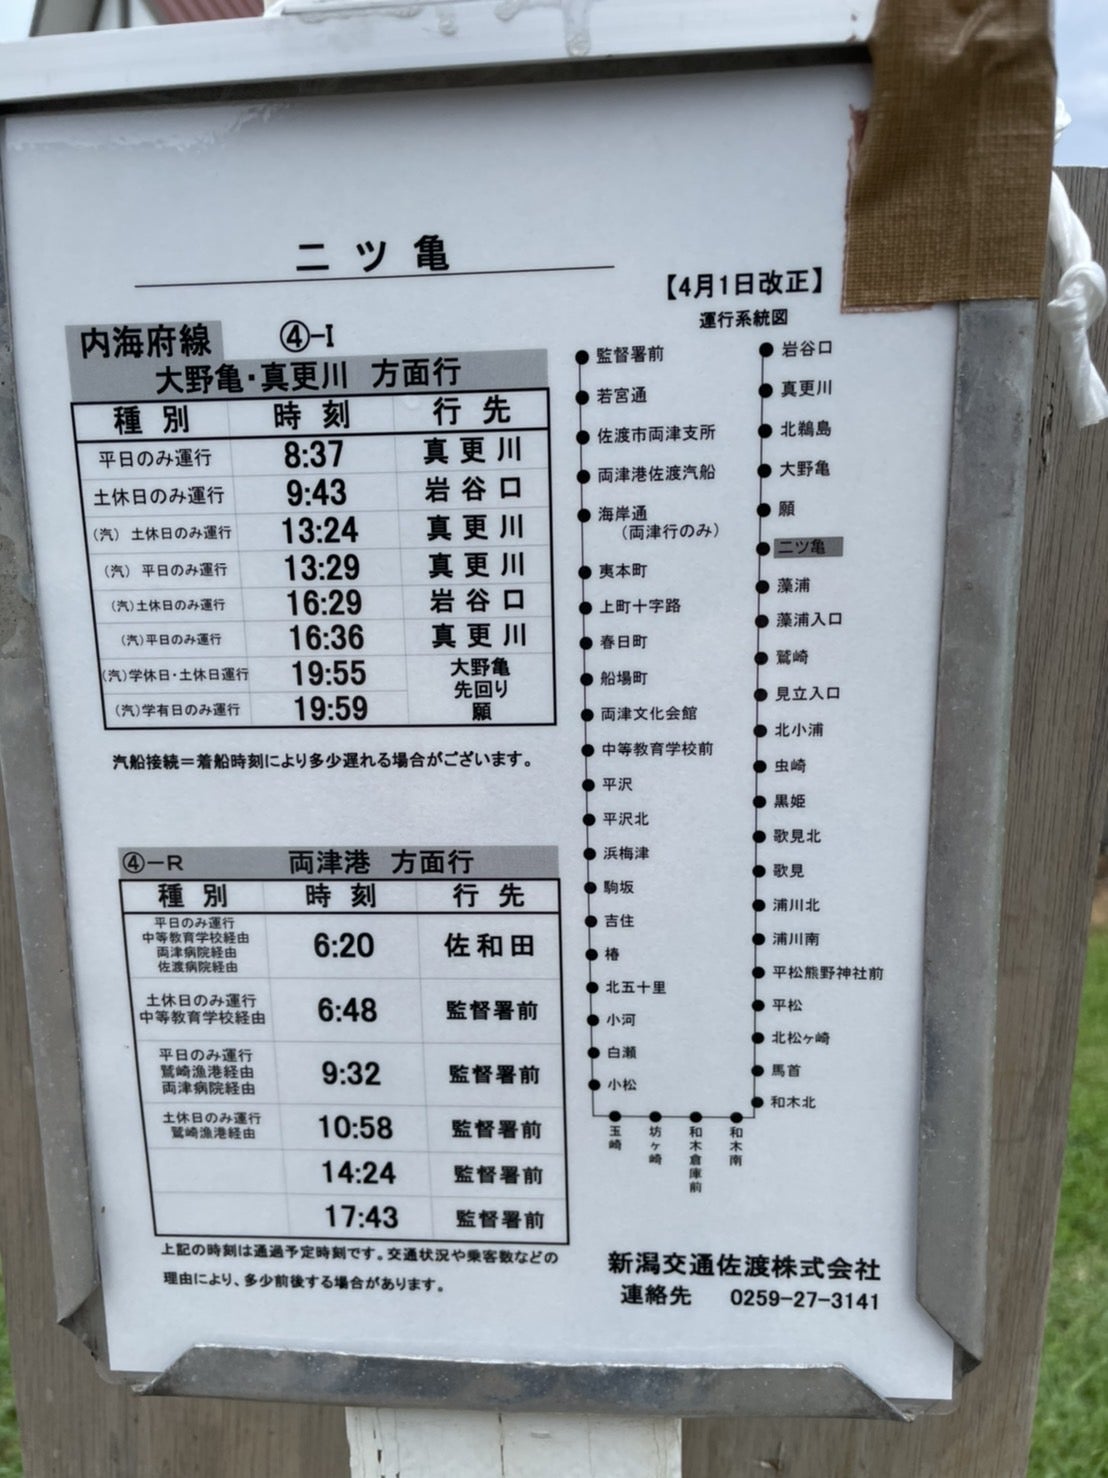 二ツ亀
【4月1日改正】
内海府線 ④-I
大野亀・真更川 方面行
種別 時刻 行先
平日のみ運行 8:37 真更川
土休日のみ運行 9:43 岩谷口
(汽) 土休日のみ運行 13:24 真更川
(汽) 平日のみ運行 13:29 真更川
(汽)土休日のみ運行 16:29 岩谷口
(汽)平日のみ運行 16:36 真更川
(汽)学休日・土休日運行 19:55 大野亀
先回り
(汽)学有日のみ運行 19:59 願
汽船接続＝着船時刻により多少遅れる場合がございます。
④－R 両津港 方面行
種別 時刻 行先
平日のみ運行
中等教育学校経由
両津病院経由
佐渡病院経由
6:20 佐和田
土休日のみ運行
中等教育学校経由
6:48 監督署前
平日のみ運行
鷲崎漁港経由
両津病院経由
9:32 監督署前
土休日のみ運行
鷲崎漁港経由
10:58 監督署前
14:24 監督署前
17:43 監督署前
上記の時刻は通過予定時刻です。交通状況や乗客数などの
理由により、多少前後する場合があります。
運行系統図
監督署前
若宮通
佐渡市両津支所
両津港佐渡汽船
海岸通
(両津行のみ)
夷本町
上町十字路
春日町
船場町
両津文化会館
中等教育学校前
平沢
平沢北
浜梅津
駒坂
吉住
椿
北五十里
小河
白瀬
小松
玉崎
坊ヶ崎
和木倉庫前
和木南
岩谷口
真更川
北鵜島
大野亀
願
二ツ亀
藻浦
藻浦入口
鷲崎
見立入口
北小浦
虫崎
黒姫
歌見北
歌見
浦川北
浦川南
平松熊野神社前
平松
北松ヶ崎
馬首
和木北
新潟交通佐渡株式会社
連絡先 0259-27-3141